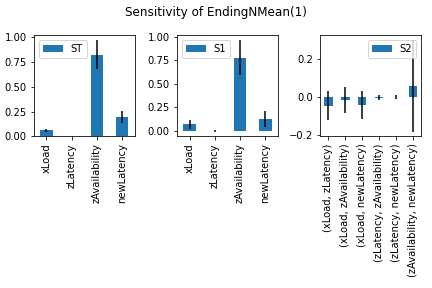 Sensitivity of EndingNMean(1)
1.00
0.75
0.50
0.25
0.00
ST
xLoad
zLatency
zAvailability
newLatency
1.00
0.75
0.50
0.25
0.00
S1
xLoad
zLatency
zAvailability
newLatency
0.2
0.0
−0.2
S2
(xLoad, zLatency)
(xLoad, zAvailability)
(xLoad, newLatency)
(zLatency, zAvailability)
(zLatency, newLatency)
(zAvailability, newLatency)